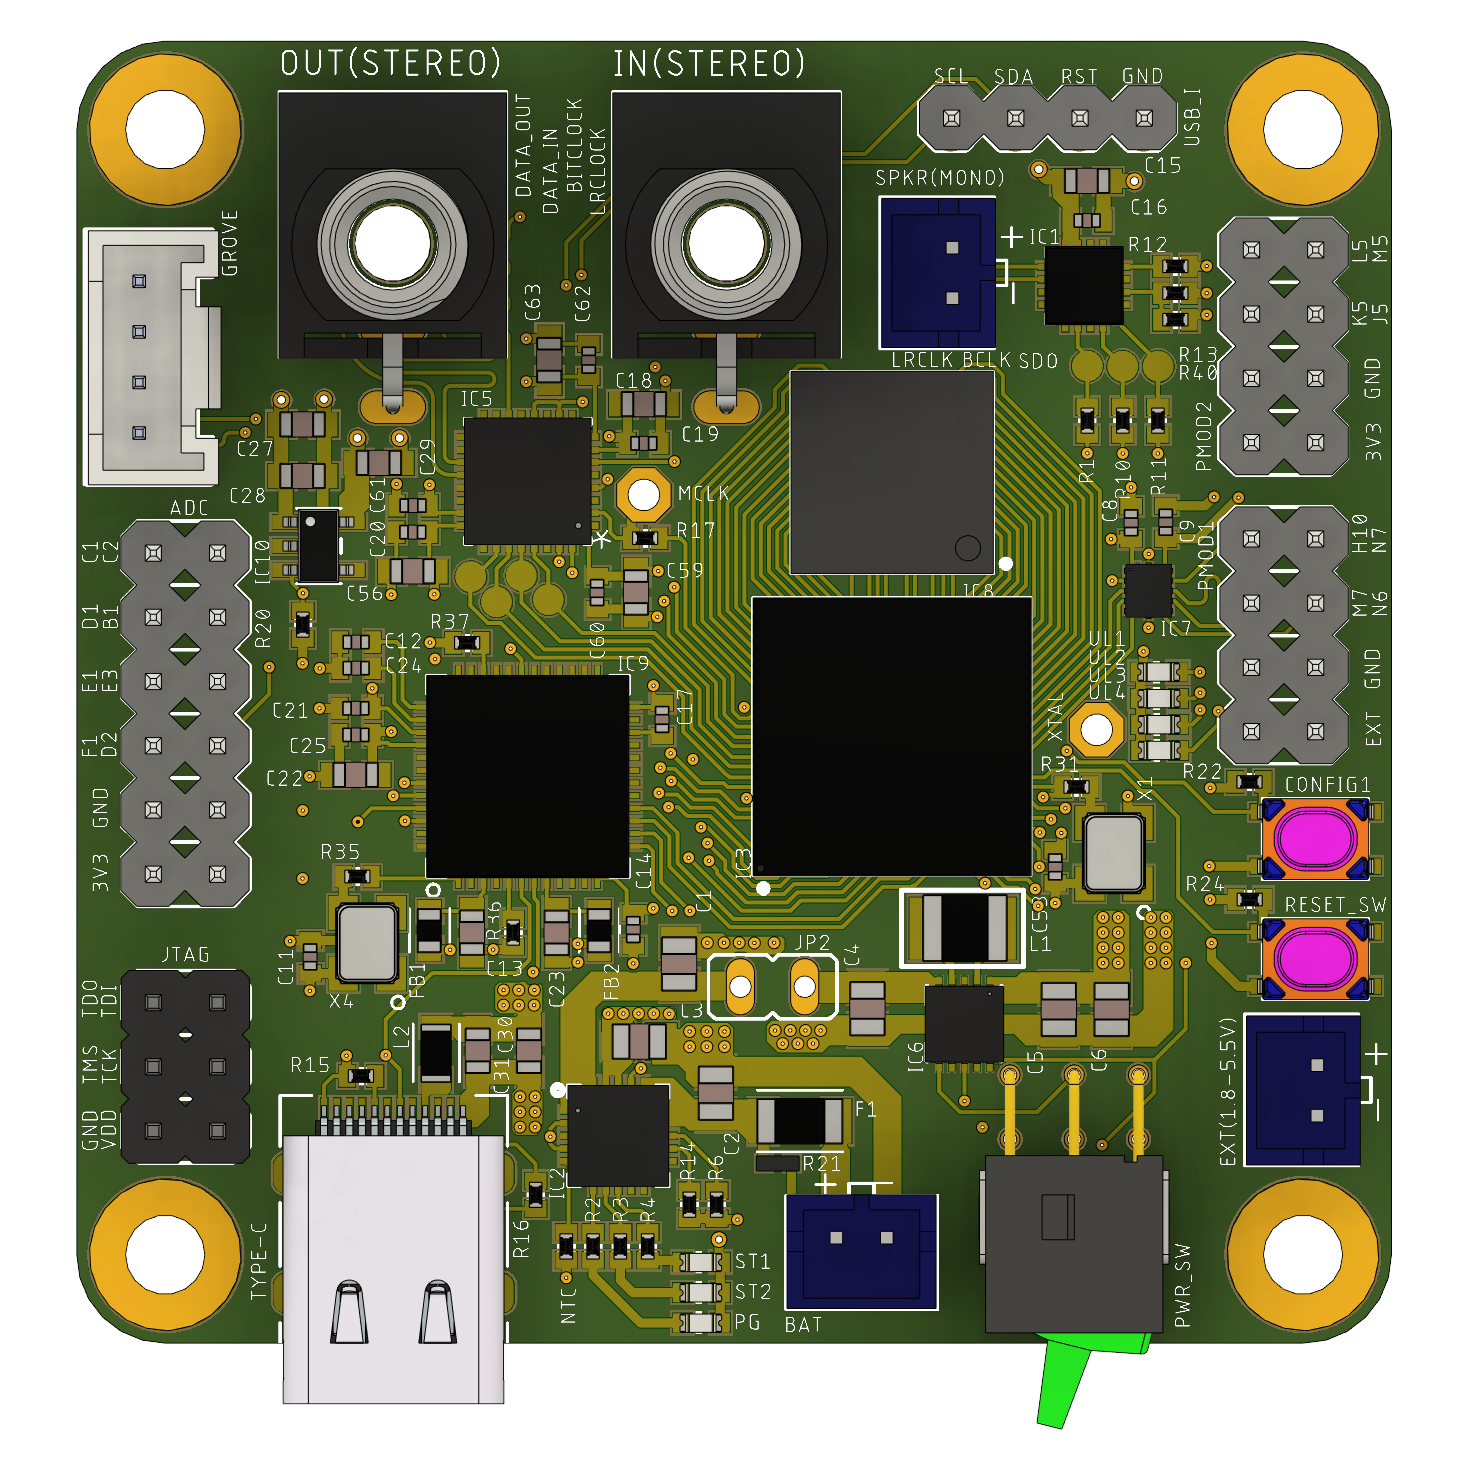 OUT(STEREO)
IN(STEREO)
SCL SDA RST GND
USB_I
DATA_OUT
DATA_IN
BITCLOCK
LRCLOCK
C15
SPKR(MONO)
C16
GROVE
+
IC1
R12
L5
M5
K5
J5
−
C63
C62
LRCLK BCLK SDO
R13
R40
GND
C18
IC5
C19
PMOD2
3V3
C27
C29
C28
C61
MCLK
R1
R10
R11
ADC
C8
C9
PMOD1
H10
N7
C1
C2
IC10
C20
R17
*
C59
C56
IC8
M7
N6
D1
B1
R20
R37
C60
IC7
C12
C24
IC9
UL1
UL2
UL3
UL4
E1
E3
GND
C21
C17
XTAL
EXT
F1
D2
C25
C22
R31
X1
R22
CONFIG1
GND
3V3
R35
C14
IC3
R24
RESET_SW
C1
C53
R36
JTAG
JP2
C4
L1
C11
FB1
C13
C23
FB2
X4
C3
TDO
TDI
L2
C30
C31
IC6
C5
C6
EXT(1.8-5.5V)
+
−
TMS
TCK
R15
F1
GND
VDD
C2
R14
R6
R21
+
−
IC2
R16
R2
R3
R4
TYPE-C
NTC
ST1
ST2
PG
BAT
PWR_SW